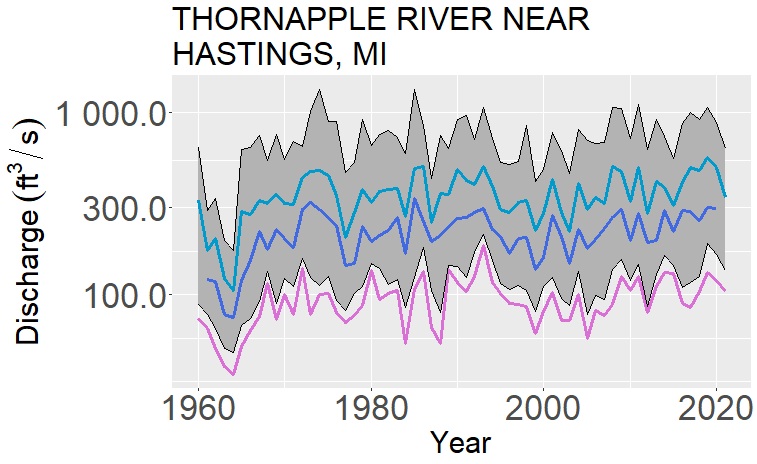 THORNAPPLE RIVER NEAR
HASTINGS, MI
Discharge (ft³/s)
1 000.0
300.0
100.0
1960 1980 2000 2020
Year